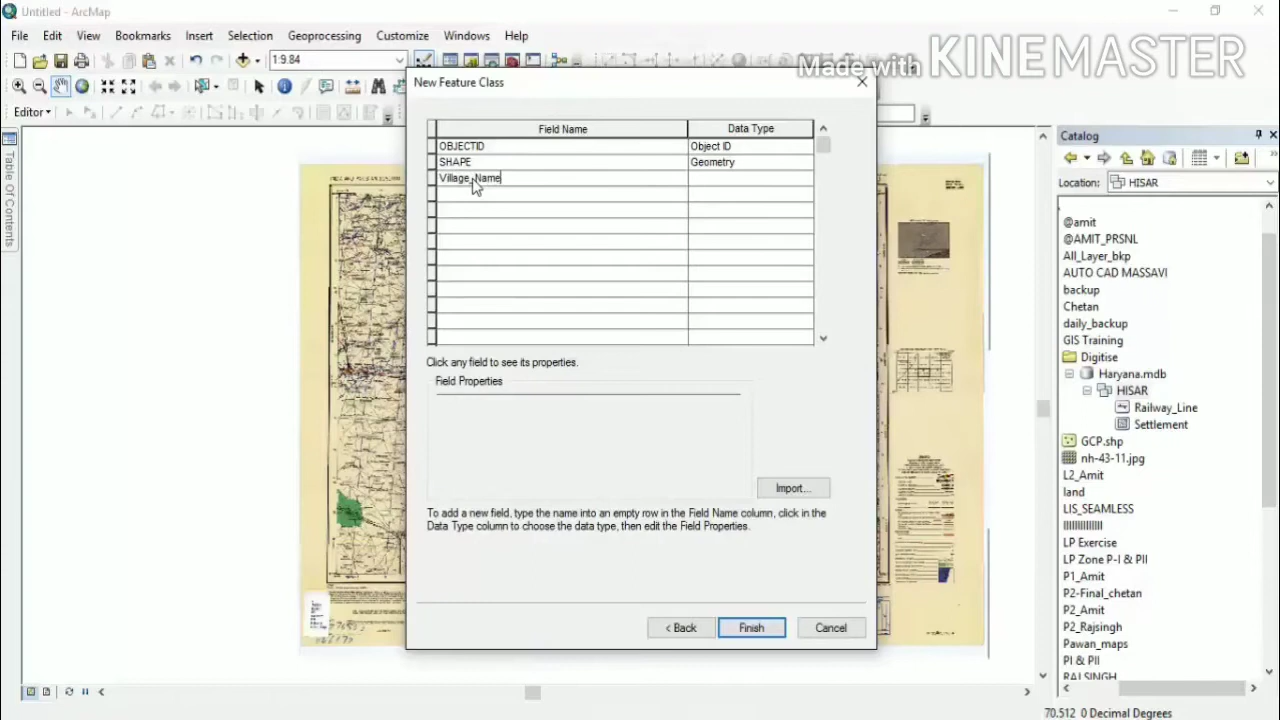 Untitled - ArcMap
File Edit View Bookmarks Insert Selection Geoprocessing Customize Windows Help
1:9.84
Made with KINEMASTER
Editor
New Feature Class
Field Name Data Type
OBJECTID Object ID
SHAPE Geometry
Village_Name
Click any field to see its properties.
Field Properties
Import...
To add a new field, type the name into an empty row in the Field Name column, click in the
Data Type column to choose the data type, then edit the Field Properties.
< Back Finish Cancel
Table Of Contents
Catalog
Location: HISAR
@amit
@AMIT_PRSNL
All_Layer_bkp
AUTO CAD MASSAVI
backup
Chetan
daily_backup
GIS Training
Digitise
Haryana.mdb
HISAR
Railway_Line
Settlement
GCP.shp
nh-43-11.jpg
L2_Amit
land
LIS_SEAMLESS
LP Exercise
LP Zone P-I & PII
P1_Amit
P2-Final_chetan
P2_Amit
P2_Rajsingh
Pawan_maps
PI & PII
RAJSINGH
70.512 0 Decimal Degrees